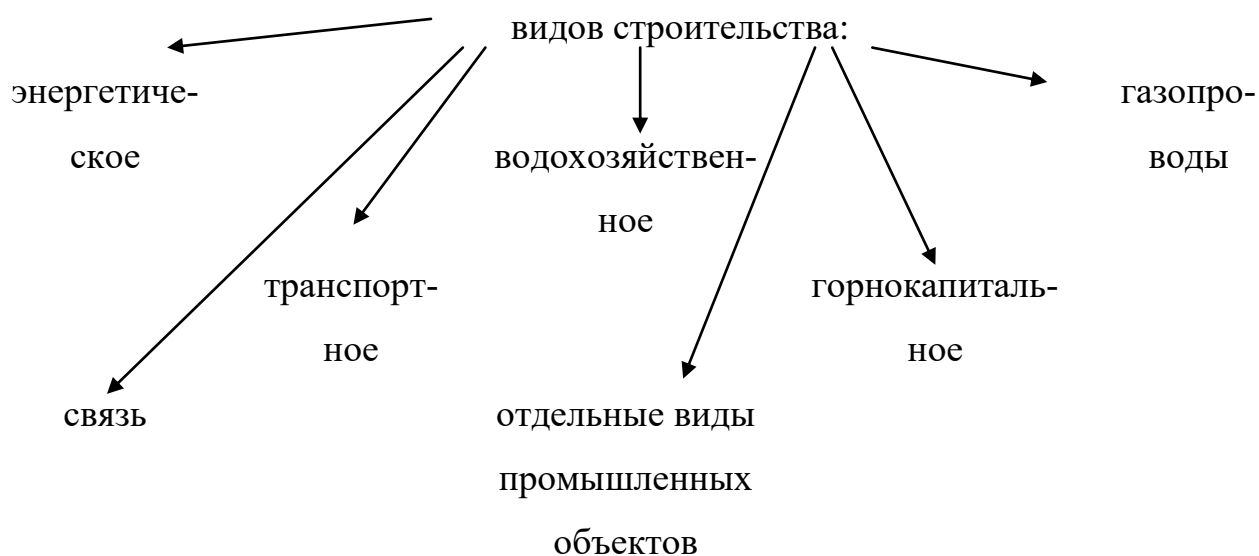 видов строительства:
энергетиче-
ское
газопро-
воды
водохозяйствен-
ное
транспорт-
ное
горнокапиталь-
ное
связь
отдельные виды
промышленных
объектов